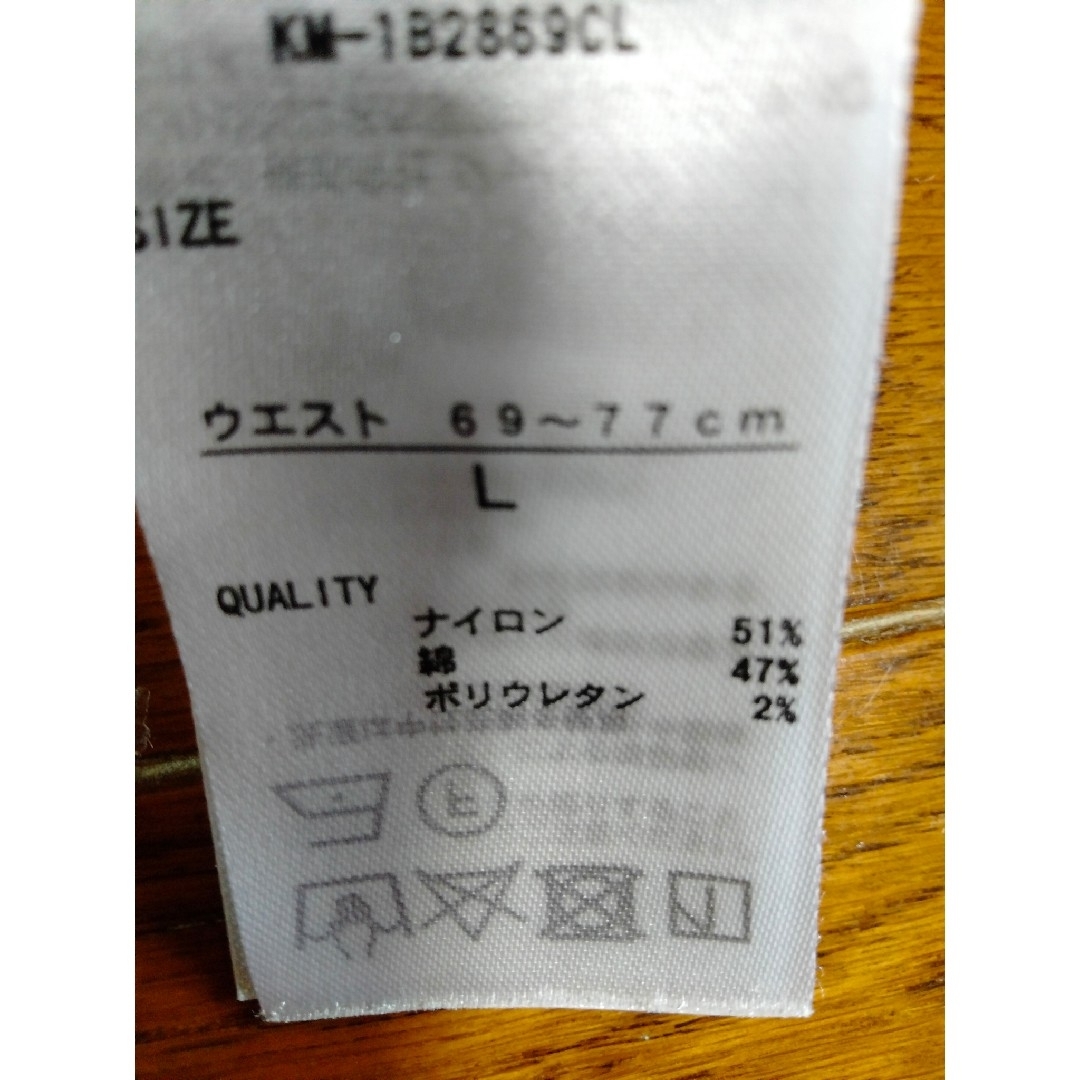 KM-1B2869CL
SIZE
ウエスト 69～77cm
L
QUALITY
ナイロン 51%
綿 47%
ポリウレタン 2%